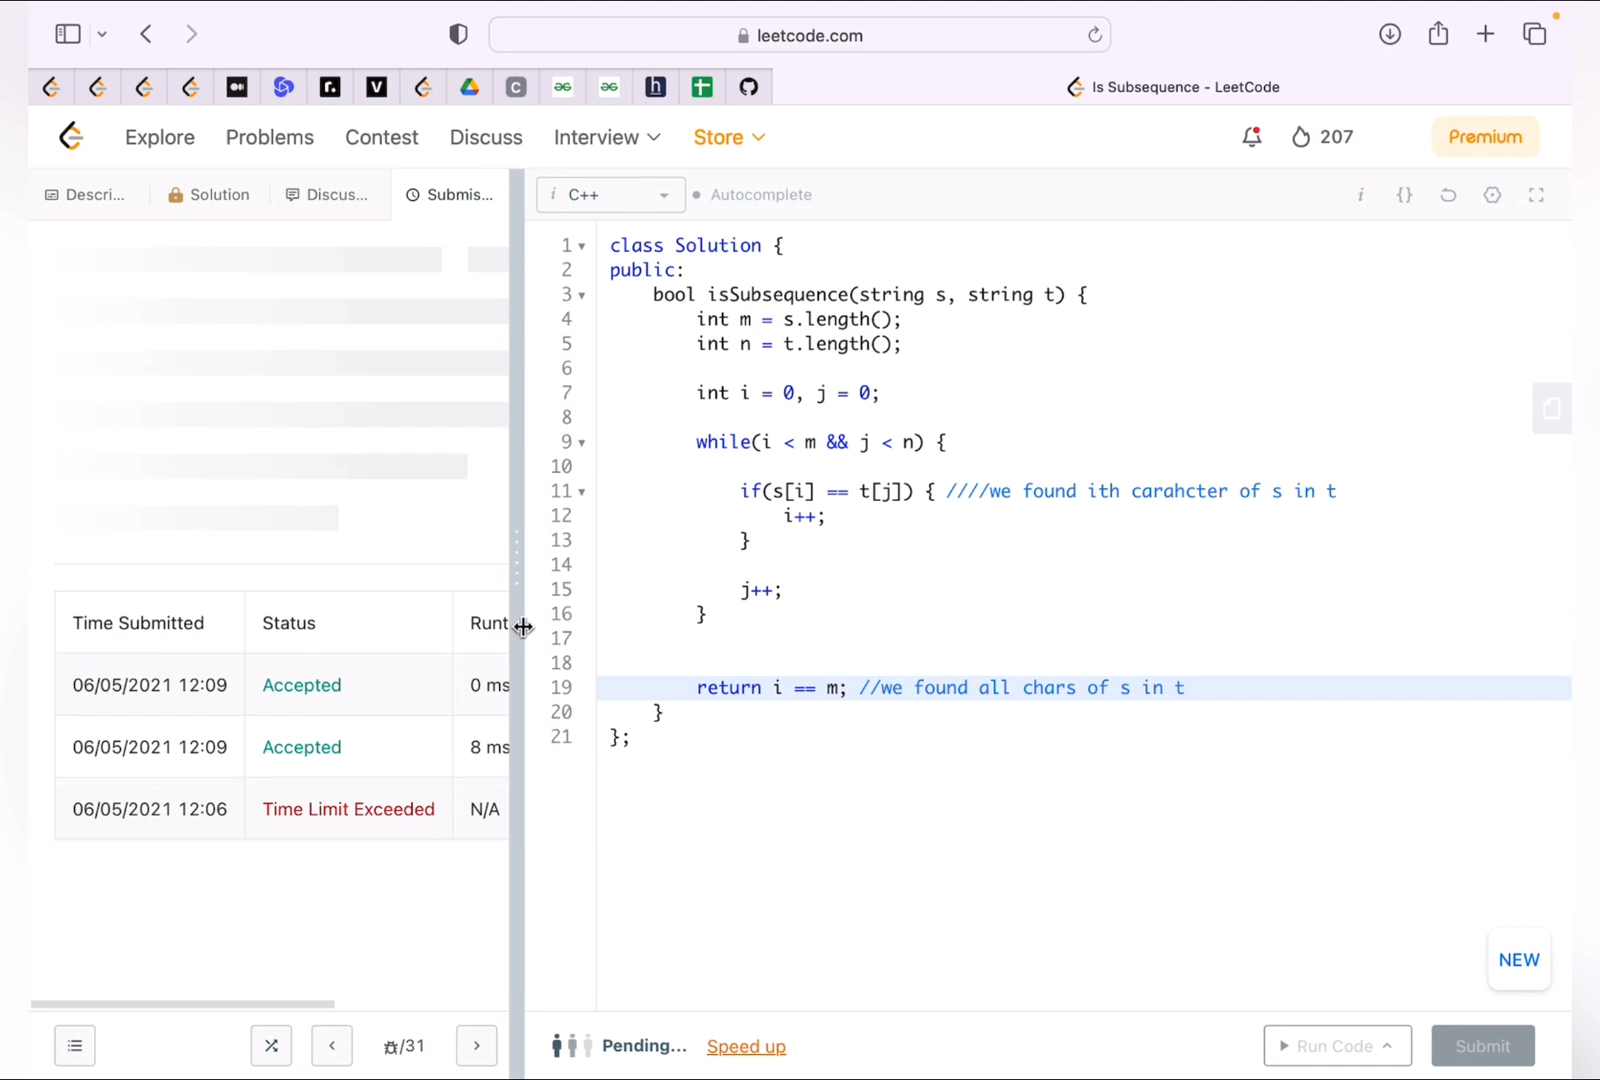 leetcode.com
Is Subsequence - LeetCode
Explore Problems Contest Discuss Interview Store 207 Premium
Descri... Solution Discus... Submis...
i C++ Autocomplete
1 class Solution {
2 public:
3 bool isSubsequence(string s, string t) {
4 int m = s.length();
5 int n = t.length();
6
7 int i = 0, j = 0;
8
9 while(i < m && j < n) {
10
11 if(s[i] == t[j]) { ////we found ith carahcter of s in t
12 i++;
13 }
14
15 j++;
16 }
17
18
19 return i == m; //we found all chars of s in t
20 }
21 };
Time Submitted Status Runt
06/05/2021 12:09 Accepted 0 ms
06/05/2021 12:09 Accepted 8 ms
06/05/2021 12:06 Time Limit Exceeded N/A
NEW
/31
Pending... Speed up
Run Code Submit